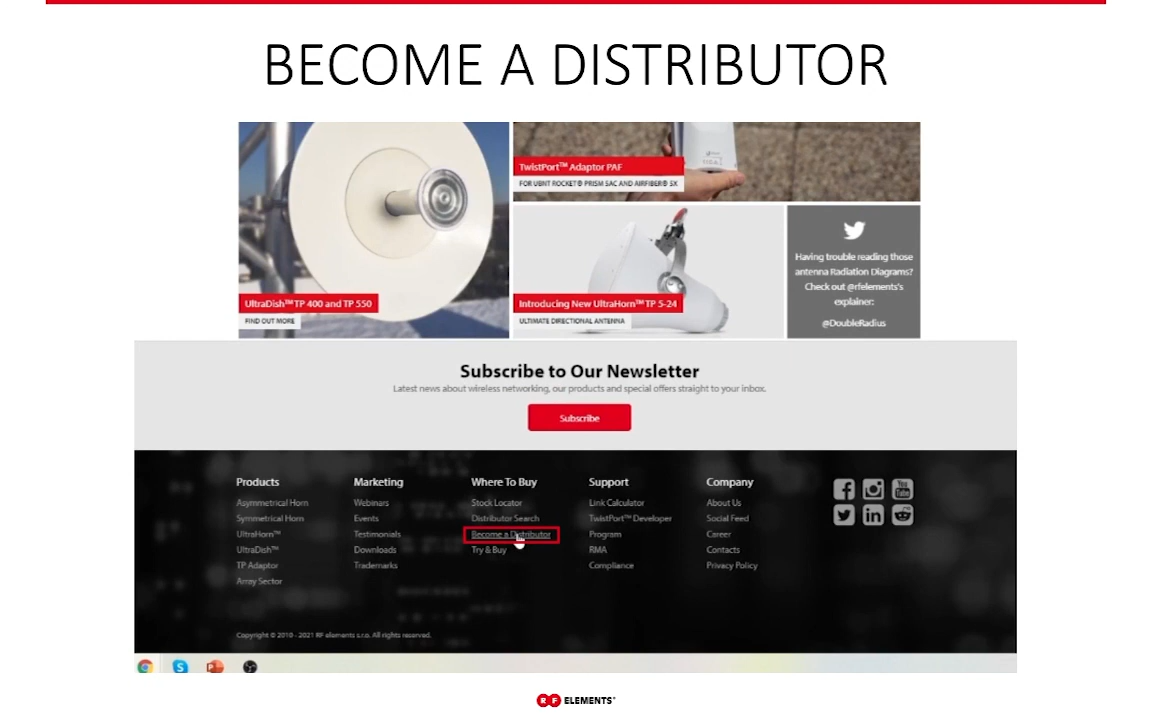 BECOME A DISTRIBUTOR
TwistPort™ Adaptor PAF
FOR UBNT ROCKET® PRISM 5AC AND AIRFIBER® 5X
UltraDish™ TP 400 and TP 550
FIND OUT MORE
Introducing New UltraHorn™ TP 5-24
ULTIMATE DIRECTIONAL ANTENNA
Having trouble reading those
antenna Radiation Diagrams?
Check out @rfelements's
explainer:
@DoubleRadius
Subscribe to Our Newsletter
Latest news about wireless networking, our products and special offers straight to your inbox.
Subscribe
Products
Asymmetrical Horn
Symmetrical Horn
UltraHorn™
UltraDish™
TP Adaptor
Array Sector
Marketing
Webinars
Events
Testimonials
Downloads
Trademarks
Where To Buy
Stock Locator
Distributor Search
Become a Distributor
Try & Buy
Support
Link Calculator
TwistPort™ Developer
Program
RMA
Compliance
Company
About Us
Social Feed
Career
Contacts
Privacy Policy
You
Tube
Copyright © 2010 - 2021 RF elements s.r.o. All rights reserved.
RF ELEMENTS